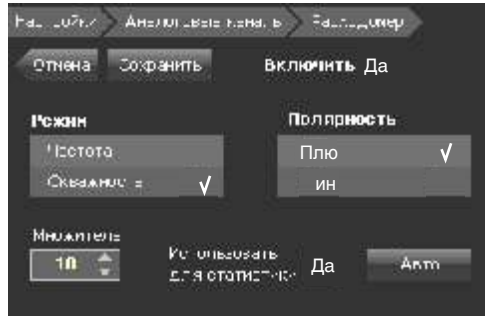 Настройки Аналоговые каналы Расходомер
Отмена Сохранить Включить Да
Режим Полярность
Частота Плю
Скважность ин
Множитель
10 Использовать для статистики Да Авто